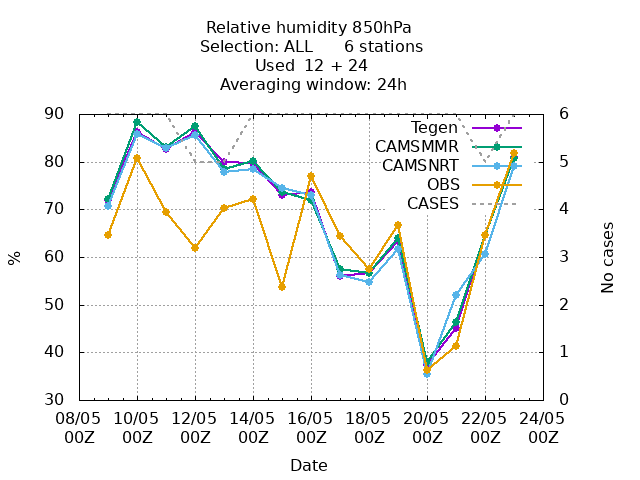 Relative humidity 850hPa
Selection: ALL 6 stations
Used 12 + 24
Averaging window: 24h
90 6
Tegen
CAMSMMR
80 CAMSNRT 5
OBS
70 CASES 4
60 3
50 2
40 1
30 0
% No cases
08/05 10/05 12/05 14/05 16/05 18/05 20/05 22/05 24/05
00Z 00Z 00Z 00Z 00Z 00Z 00Z 00Z 00Z
Date